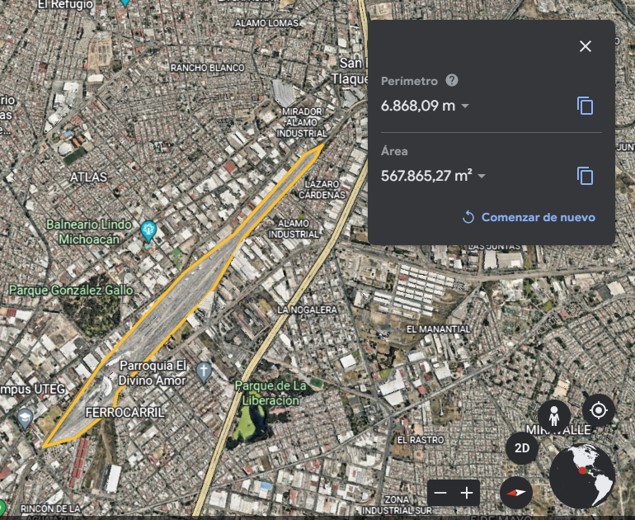 El Refugio
ALAMO LOMAS
RANCHO BLANCO
San
Tlaque
MIRADOR
ALAMO
INDUSTRIAL
ATLAS
LAZARO
CARDENAS
Balneario Lindo
Michoacán
ALAMO
INDUSTRIAL
LAS JUNTAS
Parque González Gallo
LA NOGALERA
EL MANANTIAL
Parroquia El
Divino Amor
mpus UTEG
Parque de La
Liberación
FERROCARRIL
EL RASTRO
MIRAVALLE
ZONA
INDUSTRIAL SUR
RINCON DE LA
Perímetro ?
6.868,09 m
Área
567.865,27 m²
Comenzar de nuevo
2D